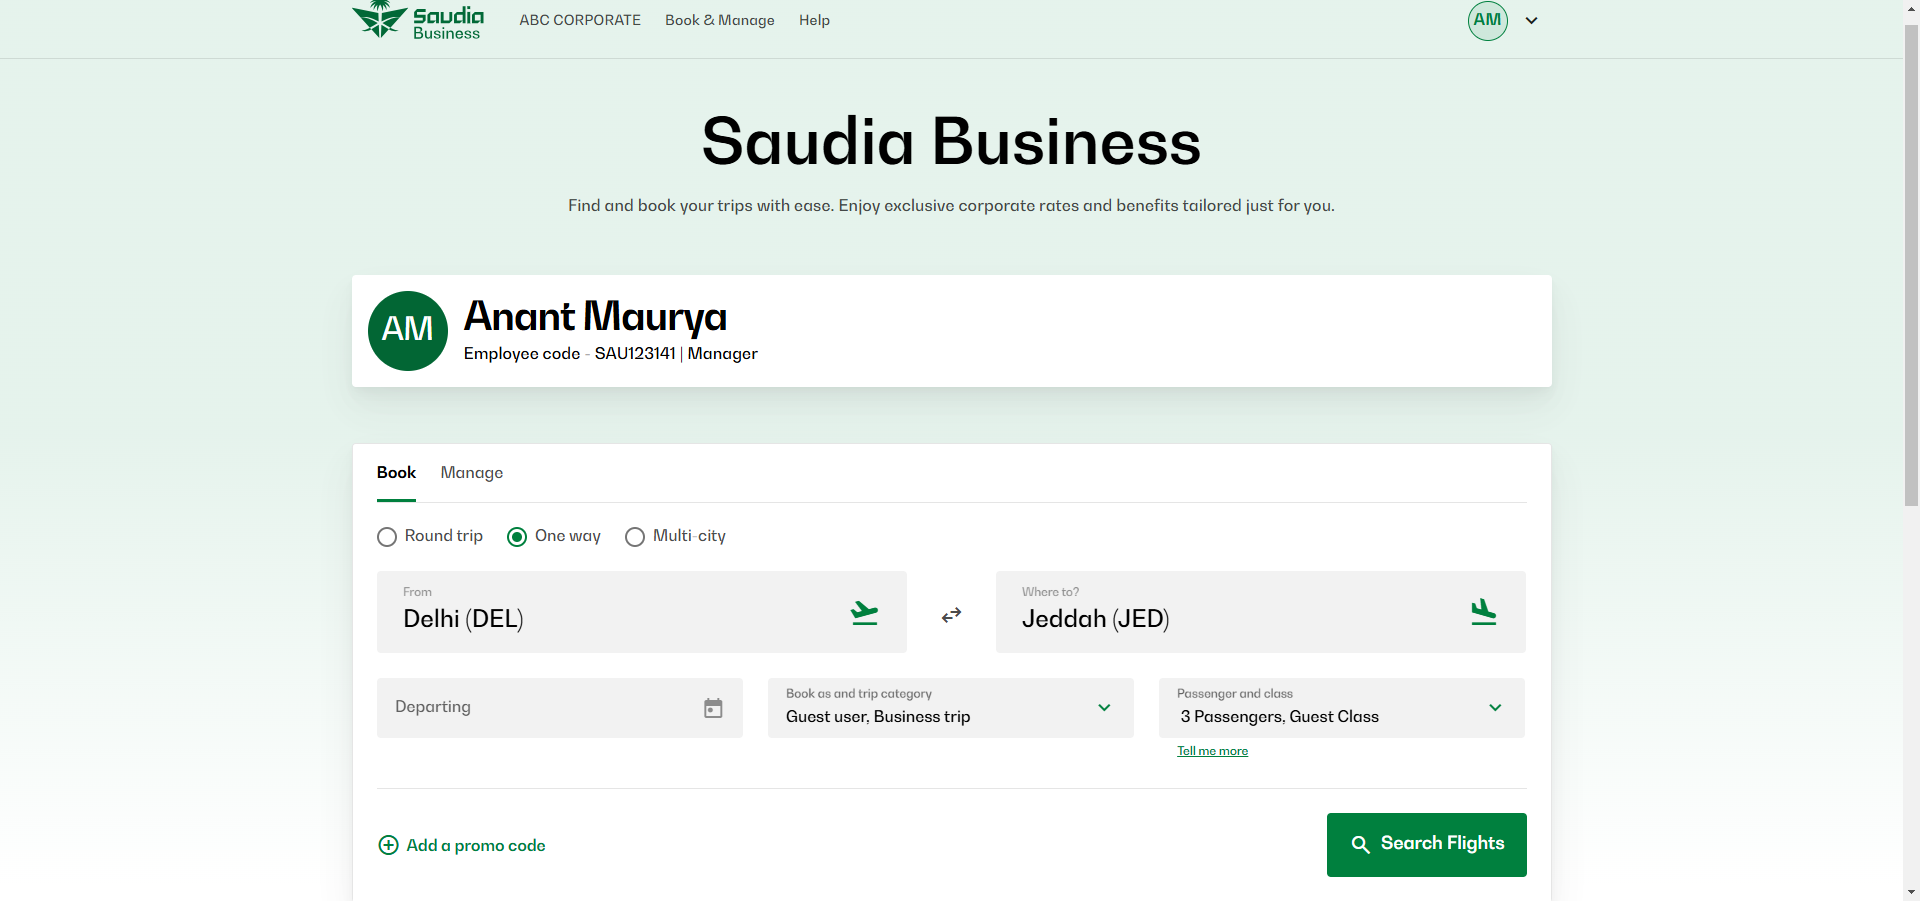 Saudia
Business
ABC CORPORATE
Book & Manage
Help
AM
Saudia Business
Find and book your trips with ease. Enjoy exclusive corporate rates and benefits tailored just for you.
AM
Anant Maurya
Employee code - SAU123141 | Manager
Book
Manage
Round trip
One way
Multi-city
From
Delhi (DEL)
Where to?
Jeddah (JED)
Departing
Book as and trip category
Guest user, Business trip
Passenger and class
3 Passengers, Guest Class
Tell me more
Add a promo code
Search Flights